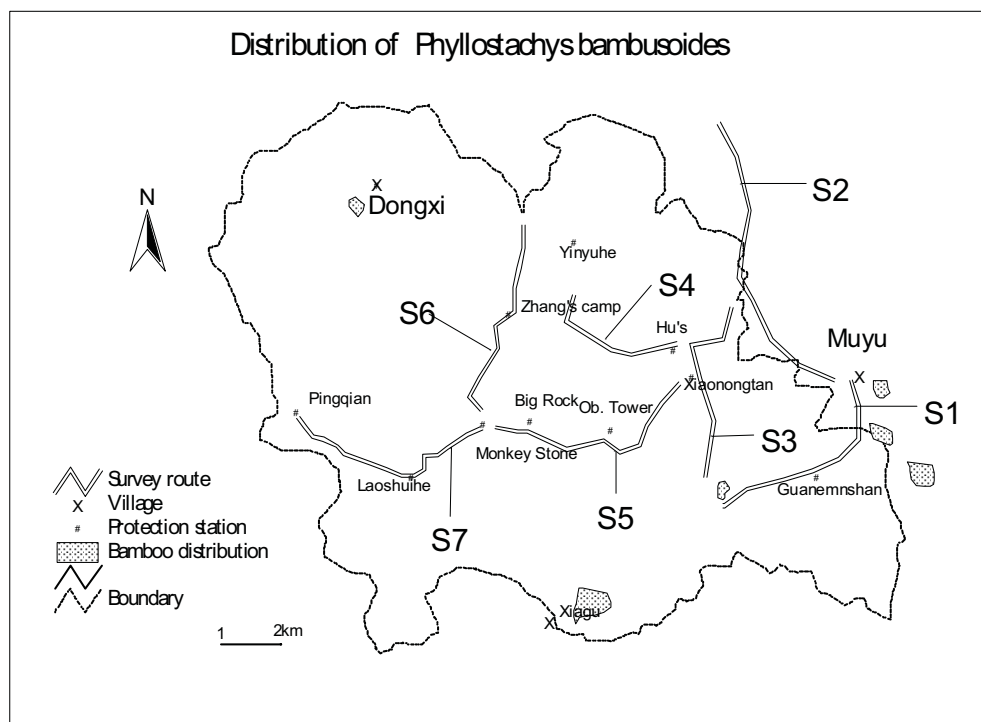 Distribution of Phyllostachys bambusoides
N
S2
X
Dongxi
#
Yinyuhe
S4
S6
#
Zhang's camp
Hu's
#
Muyu
X
Pingqian
#
Big Rock
#
Ob. Tower
#
#
Xiaonongtan
S1
#
Monkey Stone
S3
Laoshuihe
#
#
Guanemnshan
S7
S5
Survey route
X Village
# Protection station
Bamboo distribution
Boundary
Xiagu
X
1 2km